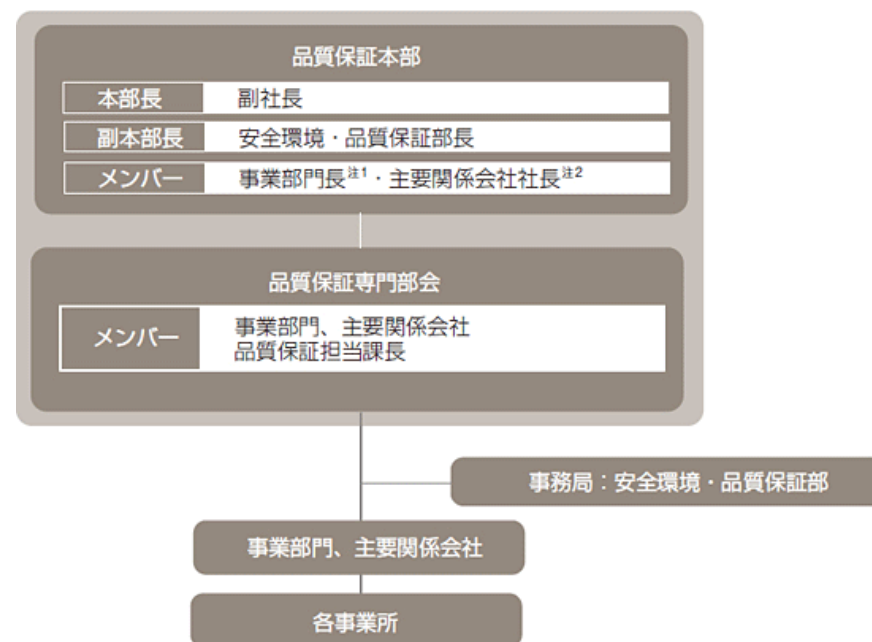 品質保証本部
本部長 副社長
副本部長 安全環境・品質保証部長
メンバー 事業部門長注1・主要関係会社社長注2
品質保証専門部会
メンバー 事業部門、主要関係会社
品質保証担当課長
事務局：安全環境・品質保証部
事業部門、主要関係会社
各事業所